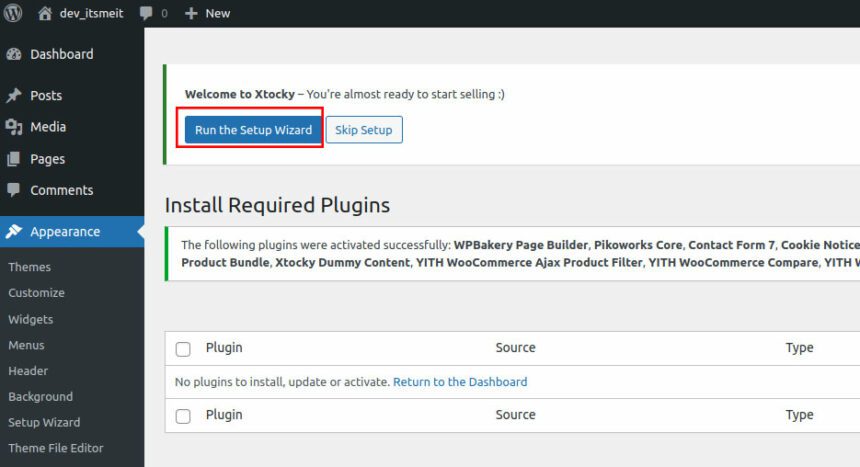 dev_itsmeit 0 New
Dashboard
Posts
Media
Pages
Comments
Appearance
Themes
Customize
Widgets
Menus
Header
Background
Setup Wizard
Theme File Editor
Welcome to Xtocky – You're almost ready to start selling :)
Run the Setup Wizard Skip Setup
Install Required Plugins
The following plugins were activated successfully: WPBakery Page Builder, Pikoworks Core, Contact Form 7, Cookie Notice
Product Bundle, Xtocky Dummy Content, YITH WooCommerce Ajax Product Filter, YITH WooCommerce Compare, YITH W
Plugin Source Type
No plugins to install, update or activate. Return to the Dashboard
Plugin Source Type